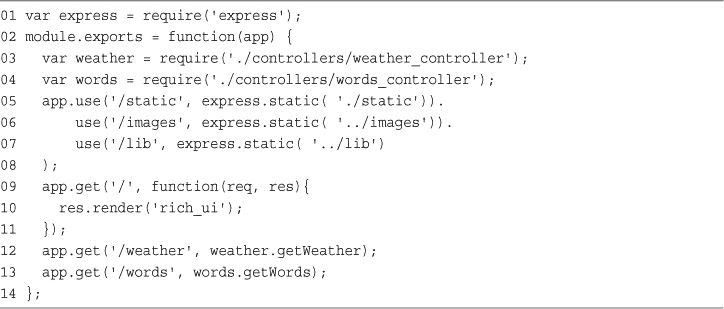 01 var express = require('express');
02 module.exports = function(app) {
03   var weather = require('./controllers/weather_controller');
04   var words = require('./controllers/words_controller');
05   app.use('/static', express.static( './static')).
06       use('/images', express.static( '../images')).
07       use('/lib', express.static( '../lib')
08   );
09   app.get('/', function(req, res){
10     res.render('rich_ui');
11   });
12   app.get('/weather', weather.getWeather);
13   app.get('/words', words.getWords);
14 };